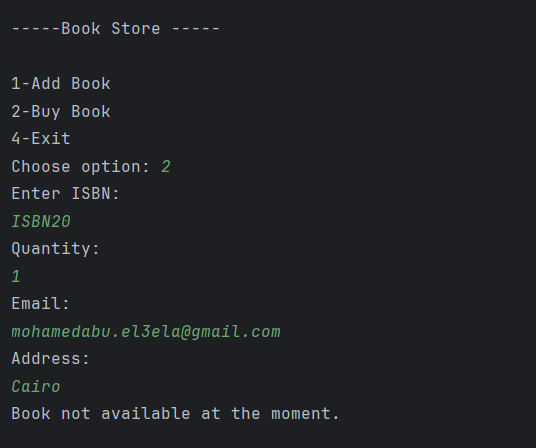 -----Book Store -----
1-Add Book
2-Buy Book
4-Exit
Choose option: 2
Enter ISBN:
ISBN20
Quantity:
1
Email:
mohamedabu.el3ela@gmail.com
Address:
Cairo
Book not available at the moment.